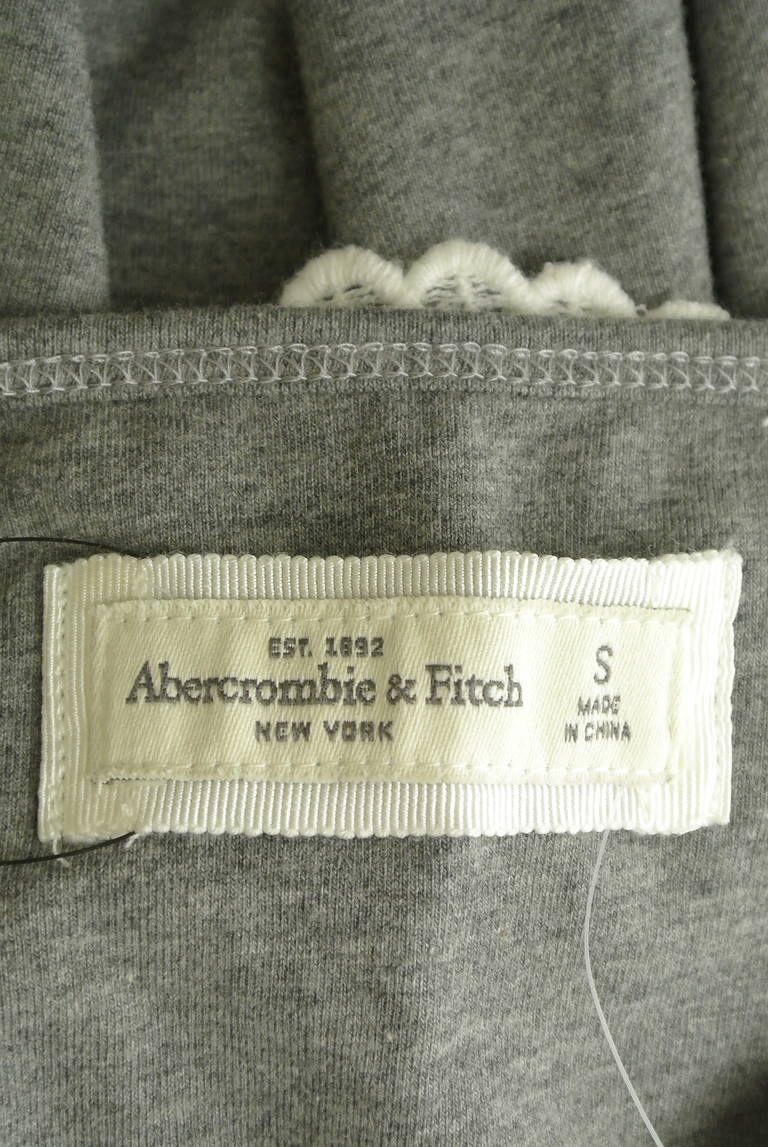 EST. 1892
Abercrombie & Fitch
NEW YORK
S
MADE
IN CHINA